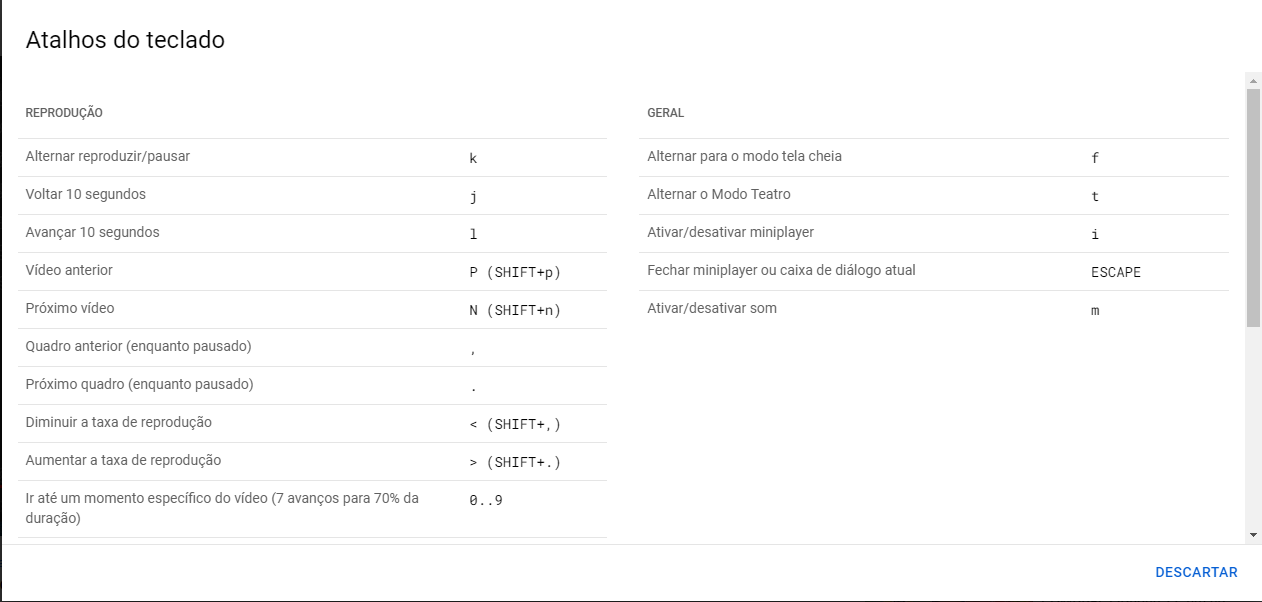 Atalhos do teclado
REPRODUÇÃO
Alternar reproduzir/pausar k
Voltar 10 segundos j
Avançar 10 segundos l
Vídeo anterior P (SHIFT+p)
Próximo vídeo N (SHIFT+n)
Quadro anterior (enquanto pausado) ,
Próximo quadro (enquanto pausado) .
Diminuir a taxa de reprodução < (SHIFT+,)
Aumentar a taxa de reprodução > (SHIFT+.)
Ir até um momento específico do vídeo (7 avanços para 70% da 0..9
duração)
GERAL
Alternar para o modo tela cheia f
Alternar o Modo Teatro t
Ativar/desativar miniplayer i
Fechar miniplayer ou caixa de diálogo atual ESCAPE
Ativar/desativar som m
DESCARTAR